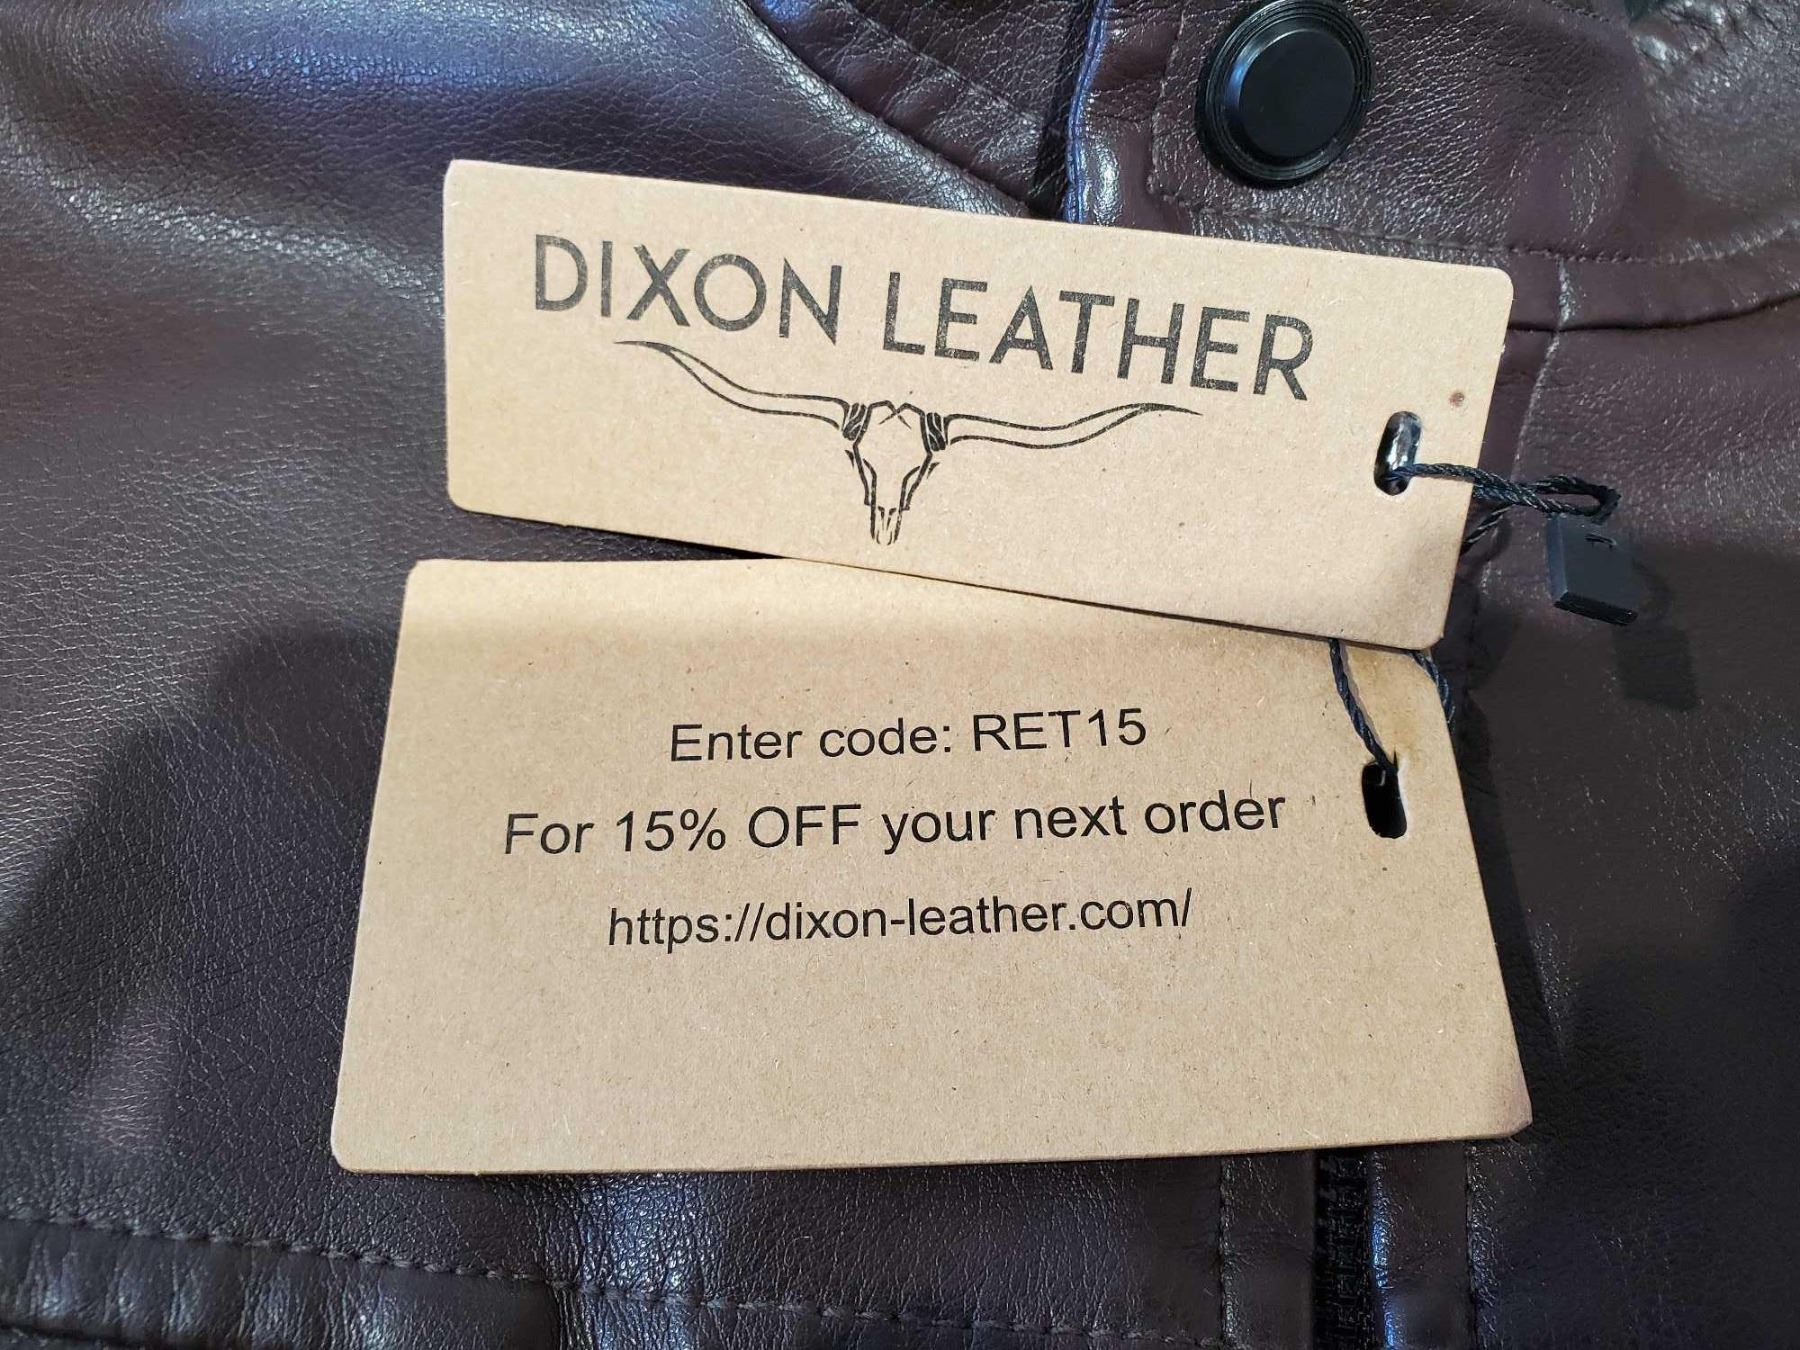 DIXON LEATHER
Enter code: RET15
For 15% OFF your next order
https://dixon-leather.com/